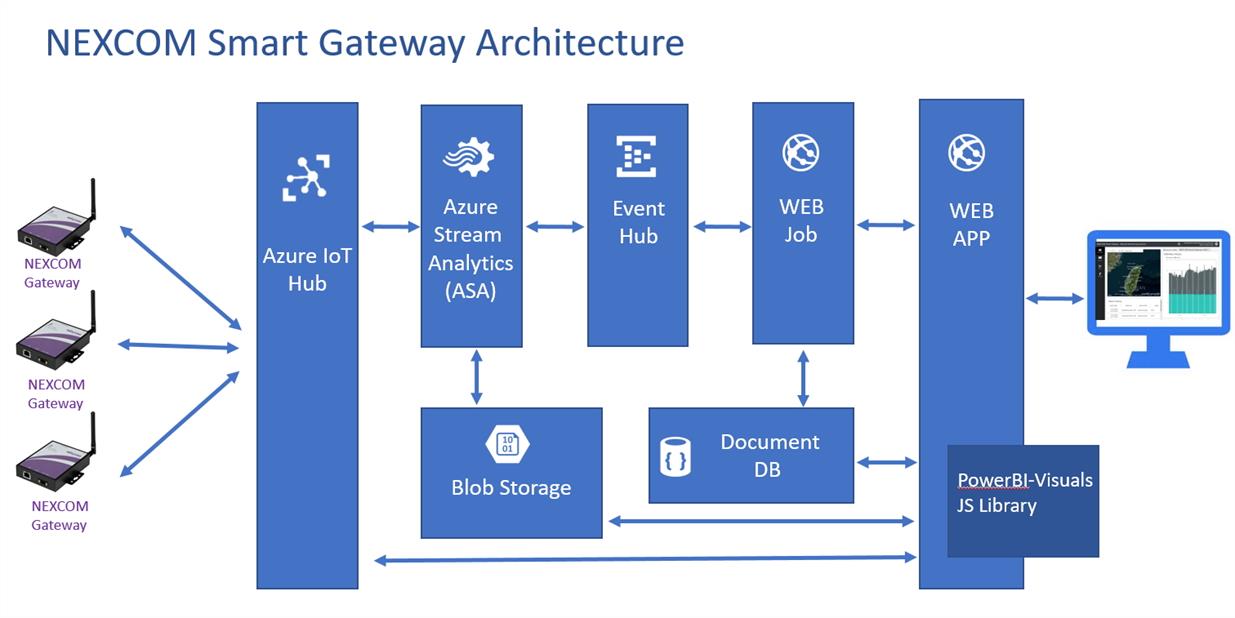 NEXCOM Smart Gateway Architecture
NEXCOM
Gateway
NEXCOM
Gateway
NEXCOM
Gateway
Azure IoT
Hub
Azure
Stream
Analytics
(ASA)
Event
Hub
WEB
Job
WEB
APP
10
01
Blob Storage
Document
DB
PowerBI-Visuals
JS Library